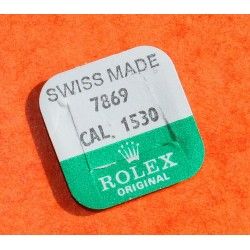 SWISS MADE
7869
CAL. 1530
ROLEX
ORIGINAL